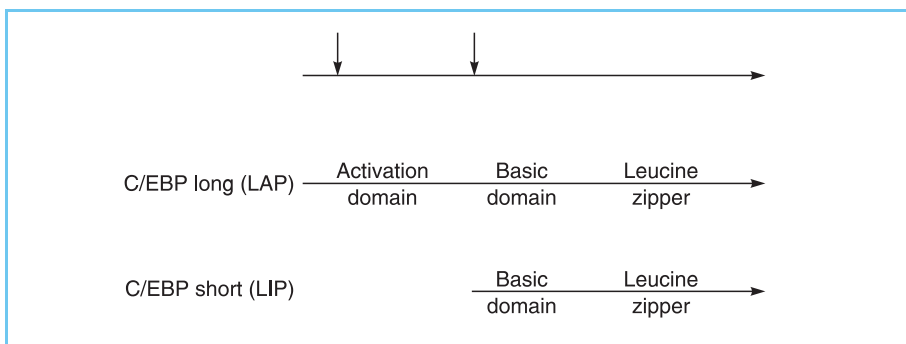 C/EBP long (LAP) Activation domain Basic domain Leucine zipper
C/EBP short (LIP) Basic domain Leucine zipper